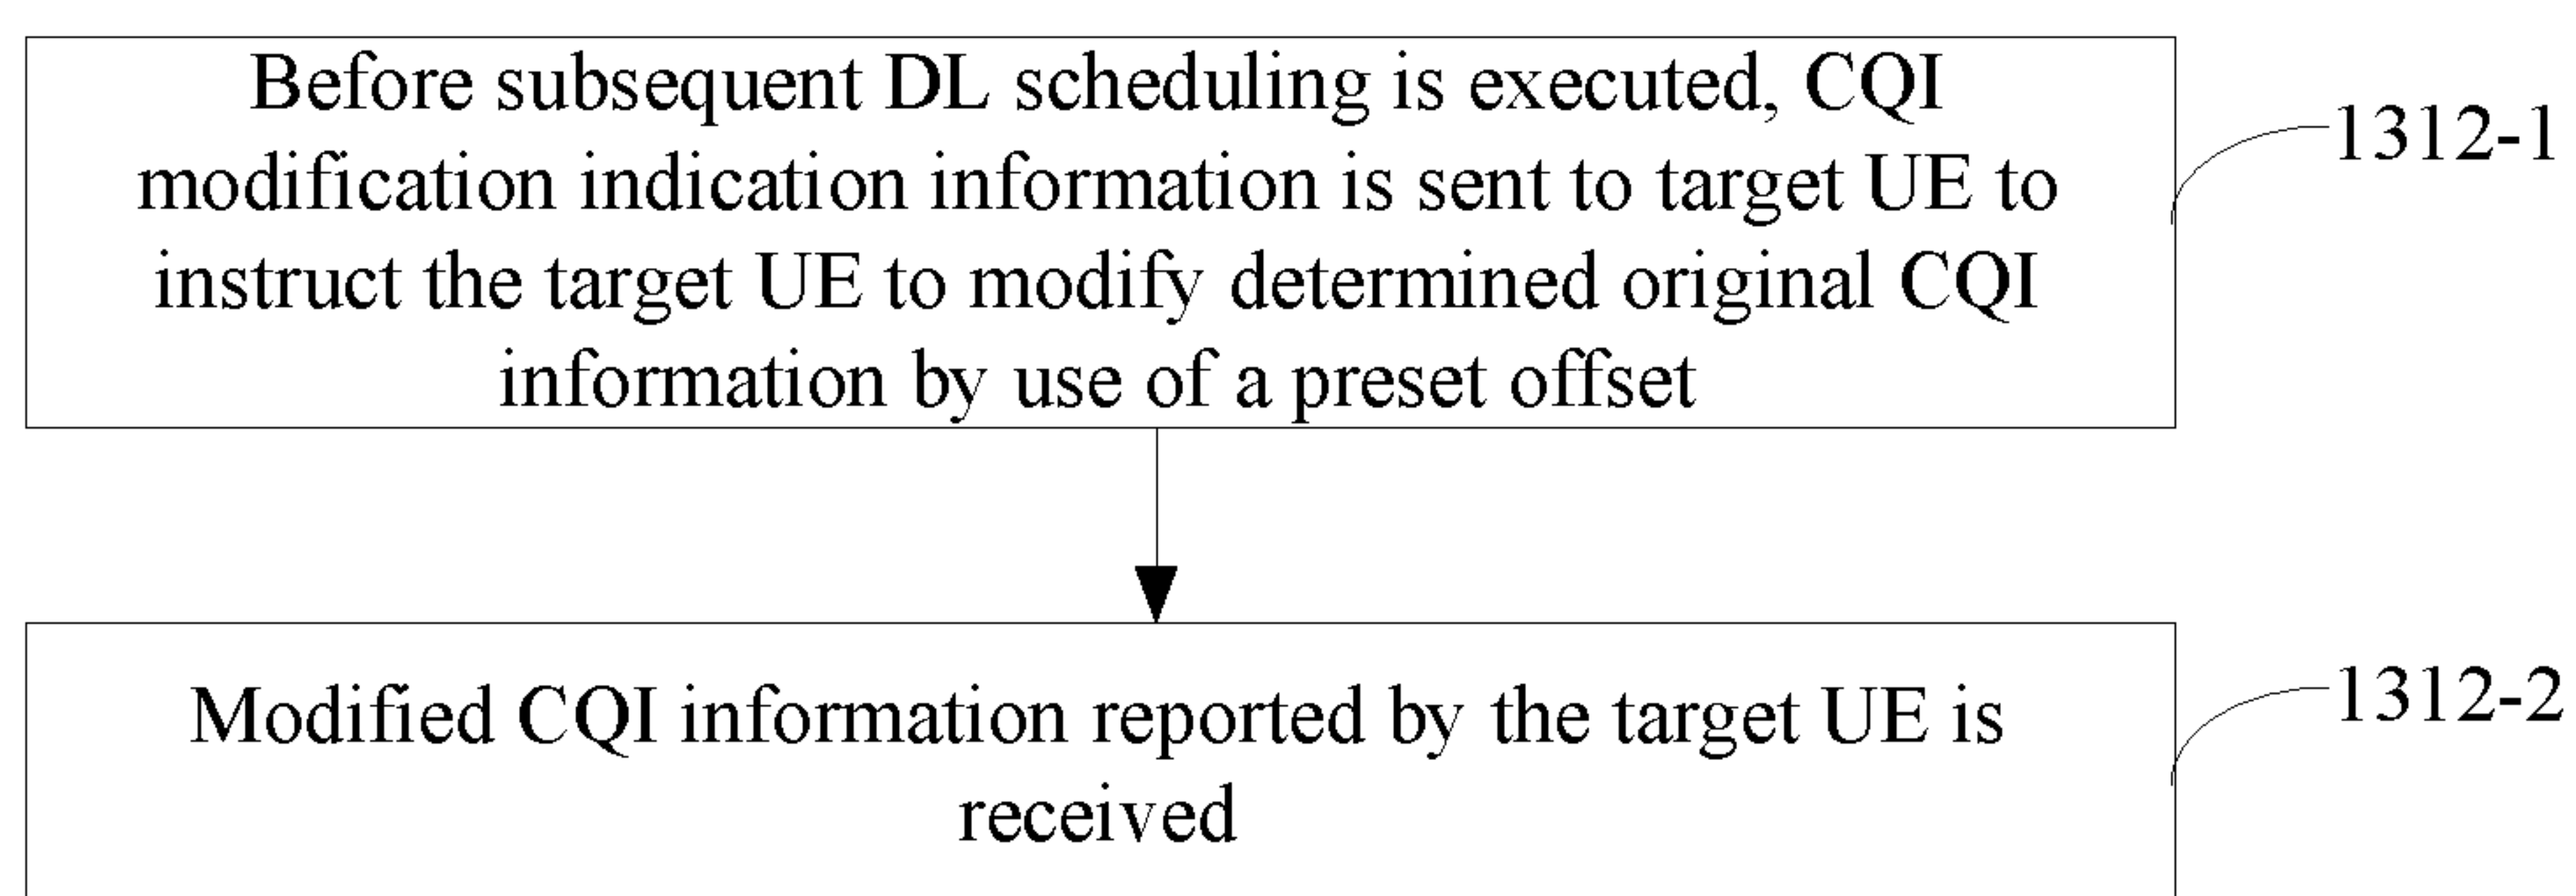 Before subsequent DL scheduling is executed, CQI
modification indication information is sent to target UE to
instruct the target UE to modify determined original CQI
information by use of a preset offset
1312-1
Modified CQI information reported by the target UE is
received
1312-2